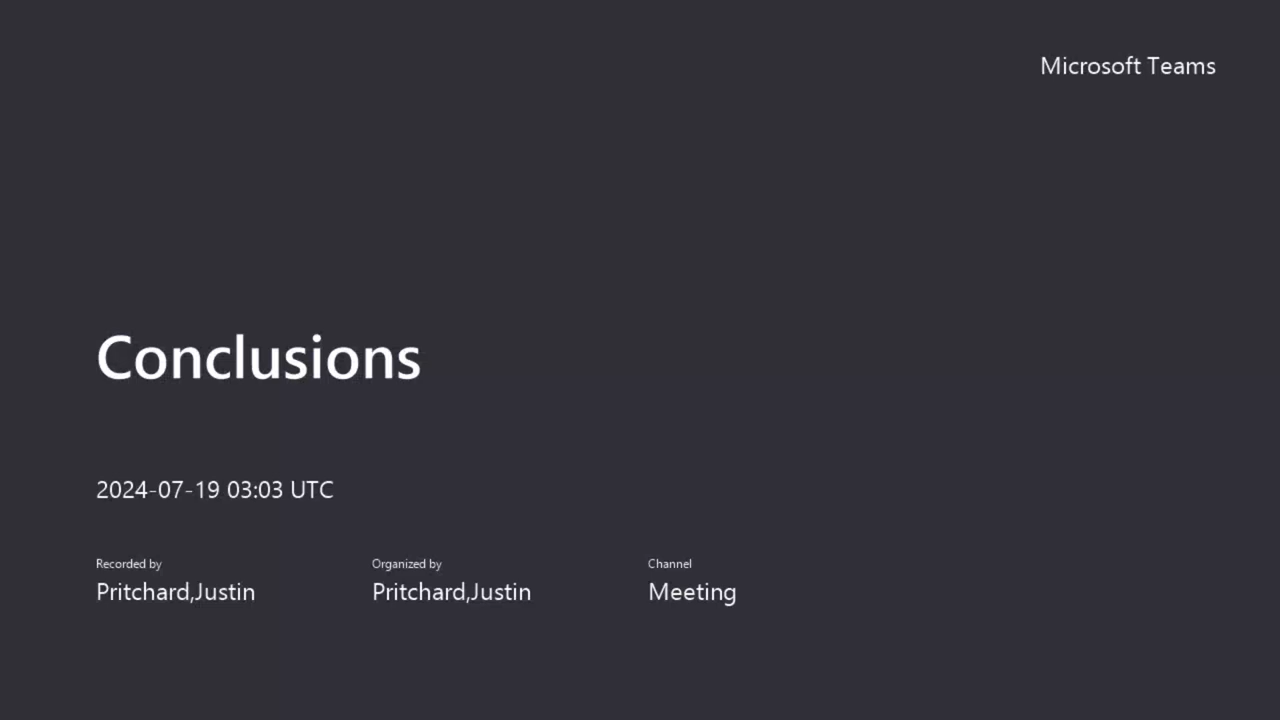 Microsoft Teams
Conclusions
2024-07-19 03:03 UTC
Recorded by
Pritchard,Justin
Organized by
Pritchard,Justin
Channel
Meeting